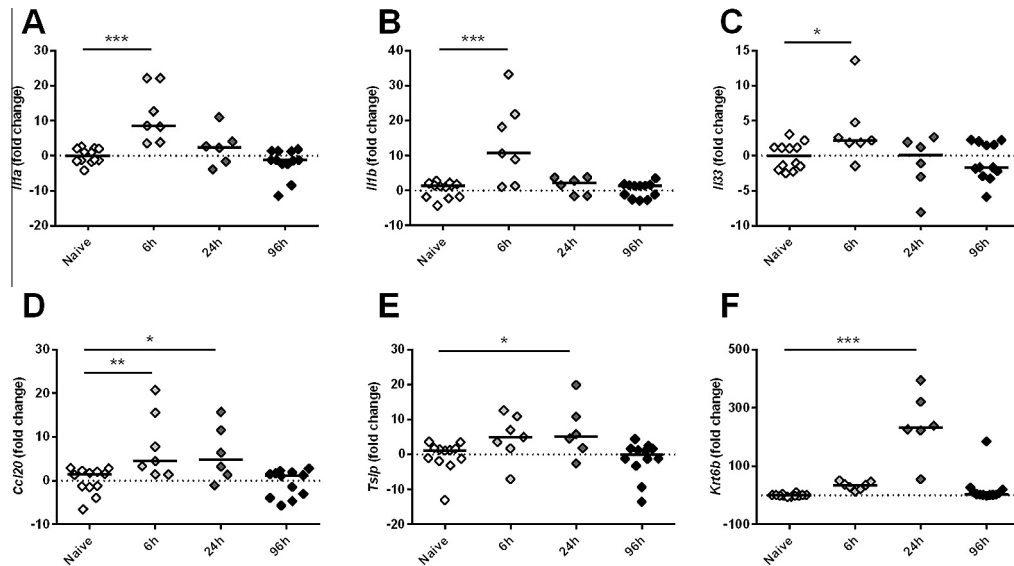 A
Il1a (fold change)
30
20
10
0
-10
-20
***
Naive
6h
24h
96h
B
Il1b (fold change)
40
30
20
10
0
-10
***
Naive
6h
24h
96h
C
Il33 (fold change)
15
10
5
0
-5
-10
*
Naive
6h
24h
96h
D
Ccl20 (fold change)
30
20
10
0
-10
*
**
Naive
6h
24h
96h
E
Tslp (fold change)
30
20
10
0
-10
-20
*
Naive
6h
24h
96h
F
Krt6b (fold change)
500
300
100
-100
***
Naive
6h
24h
96h